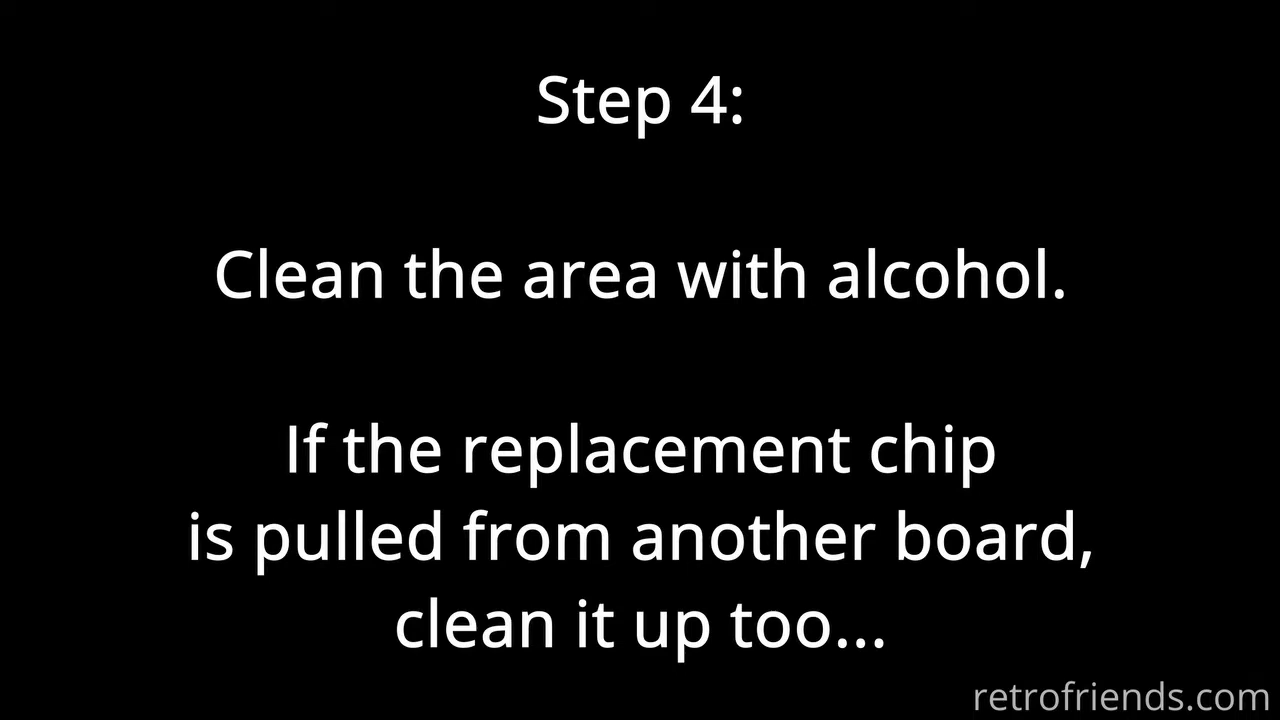 Step 4:
Clean the area with alcohol.
If the replacement chip
is pulled from another board,
clean it up too...
retrofriends.com